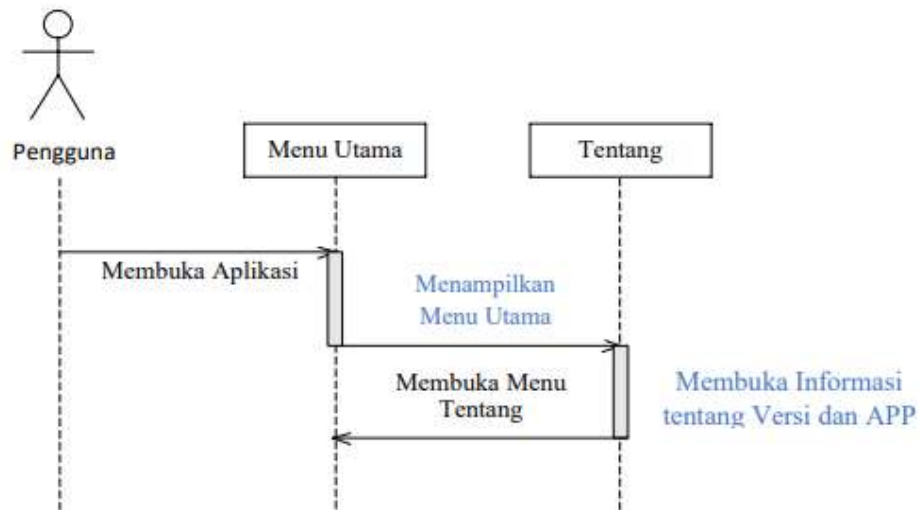 Pengguna
Menu Utama
Tentang
Membuka Aplikasi
Menampilkan
Menu Utama
Membuka Menu
Tentang
Membuka Informasi
tentang Versi dan APP